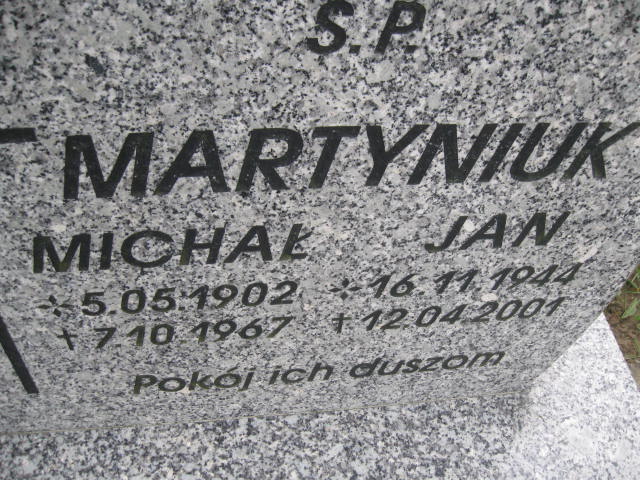 Ś.P.
MARTYNIUK
MICHAŁ JAN
*5.05.1902 *16.11.1944
+7.10.1967 +12.04.2001
Pokój ich duszom